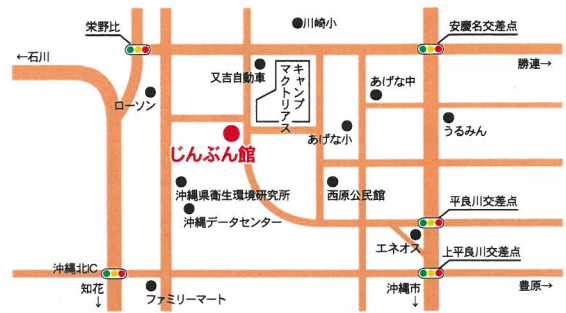 栄野比
川崎小
安慶名交差点
←石川
勝連→
又吉自動車
キャンプ
マクトリアス
あげな中
ローソン
うるみん
あげな小
じんぶん館
沖縄県衛生環境研究所
西原公民館
沖縄データセンター
平良川交差点
エネオス
上平良川交差点
沖縄北IC
知花
↓
ファミリーマート
沖縄市
↓
豊原→